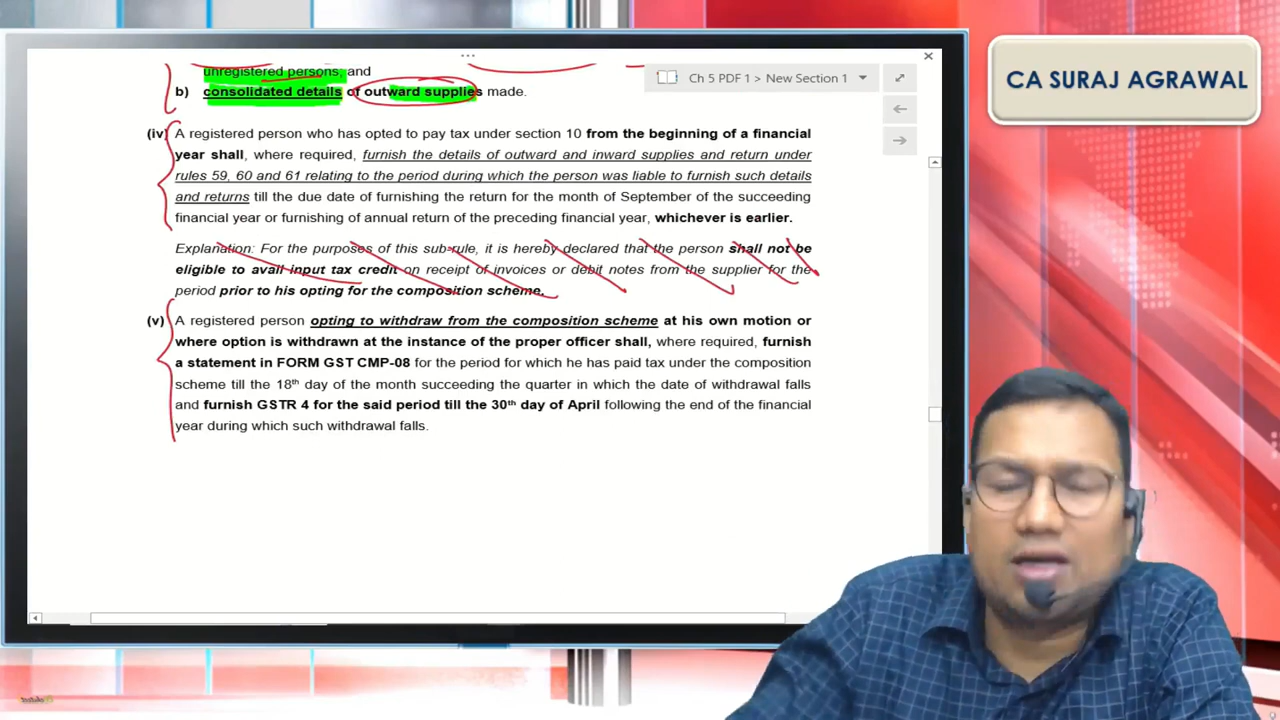 CA SURAJ AGRAWAL
Ch 5 PDF 1 > New Section 1
unregistered persons; and
b) consolidated details of outward supplies made.
(iv) A registered person who has opted to pay tax under section 10 from the beginning of a financial
year shall, where required, furnish the details of outward and inward supplies and return under
rules 59, 60 and 61 relating to the period during which the person was liable to furnish such details
and returns till the due date of furnishing the return for the month of September of the succeeding
financial year or furnishing of annual return of the preceding financial year, whichever is earlier.
Explanation: For the purposes of this sub-rule, it is hereby declared that the person shall not be
eligible to avail input tax credit on receipt of invoices or debit notes from the supplier for the
period prior to his opting for the composition scheme.
(v) A registered person opting to withdraw from the composition scheme at his own motion or
where option is withdrawn at the instance of the proper officer shall, where required, furnish
a statement in FORM GST CMP-08 for the period for which he has paid tax under the composition
scheme till the 18th day of the month succeeding the quarter in which the date of withdrawal falls
and furnish GSTR 4 for the said period till the 30th day of April following the end of the financial
year during which such withdrawal falls.